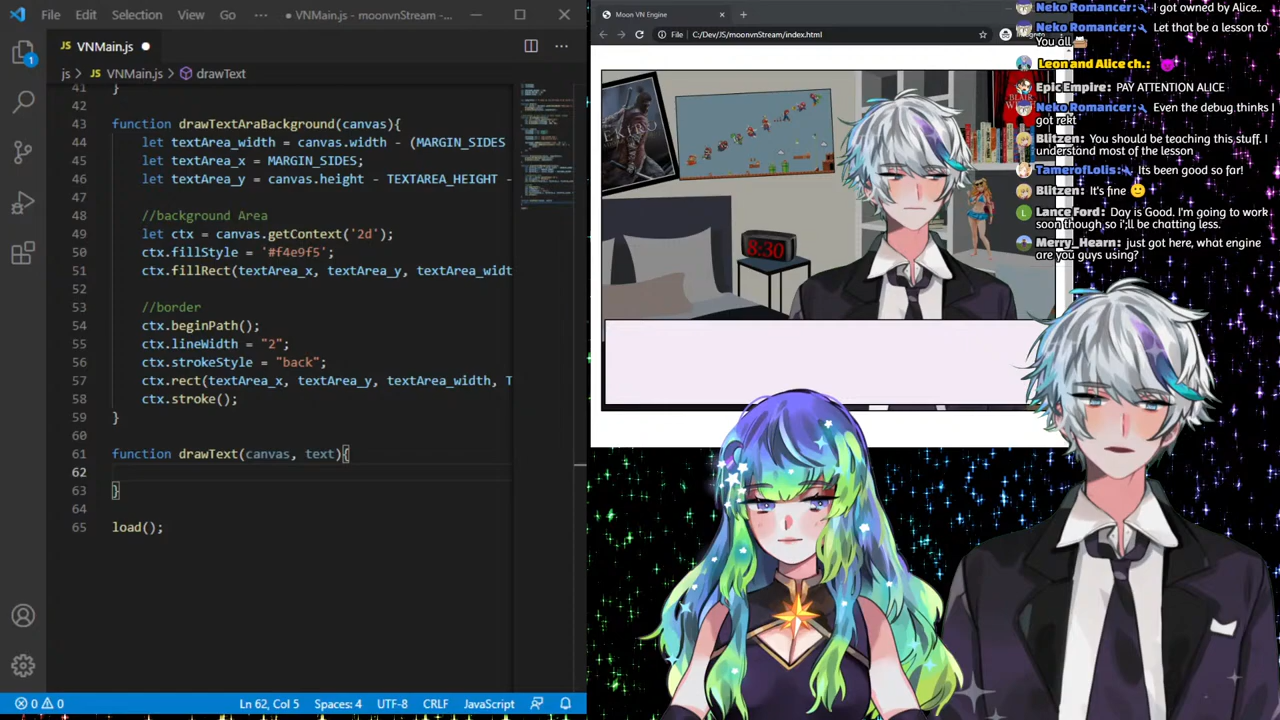 File Edit Selection View Go ··· ● VNMain.js - moonvnStream -...
JS VNMain.js ●
js > JS VNMain.js > drawText
41 }
42
43 function drawTextAraBackground(canvas){
44 let textArea_width = canvas.width - (MARGIN_SIDES
45 let textArea_x = MARGIN_SIDES;
46 let textArea_y = canvas.height - TEXTAREA_HEIGHT -
47
48 //background Area
49 let ctx = canvas.getContext('2d');
50 ctx.fillStyle = '#f4e9f5';
51 ctx.fillRect(textArea_x, textArea_y, textArea_widt
52
53 //border
54 ctx.beginPath();
55 ctx.lineWidth = "2";
56 ctx.strokeStyle = "back";
57 ctx.rect(textArea_x, textArea_y, textArea_width, T
58 ctx.stroke();
59 }
60
61 function drawText(canvas, text){
62
63 }
64
65 load();
1
0 0 Ln 62, Col 5 Spaces: 4 UTF-8 CRLF JavaScript
Moon VN Engine
File C:/Dev/JS/moonvnStream/index.html
SEKIRO
BLAIR
8:30
Neko Romancer: I got owned by Alice..
Neko Romancer: Let that be a lesson to
You all
Leon and Alice ch.: 😈
Epic Empire: PAY ATTENTION ALICE
Neko Romancer: Even the debug thinks I
got rekt
Blitzen: You should be teaching this stuff. I
understand most of the lesson
TamerofLolis: It's been good so far!
Blitzen: It's fine 🙂
L Lance Ford: Day is Good. I'm going to work
soon though so i';ll be chatting less.
Merry_Hearn: just got here, what engine
are you guys using?